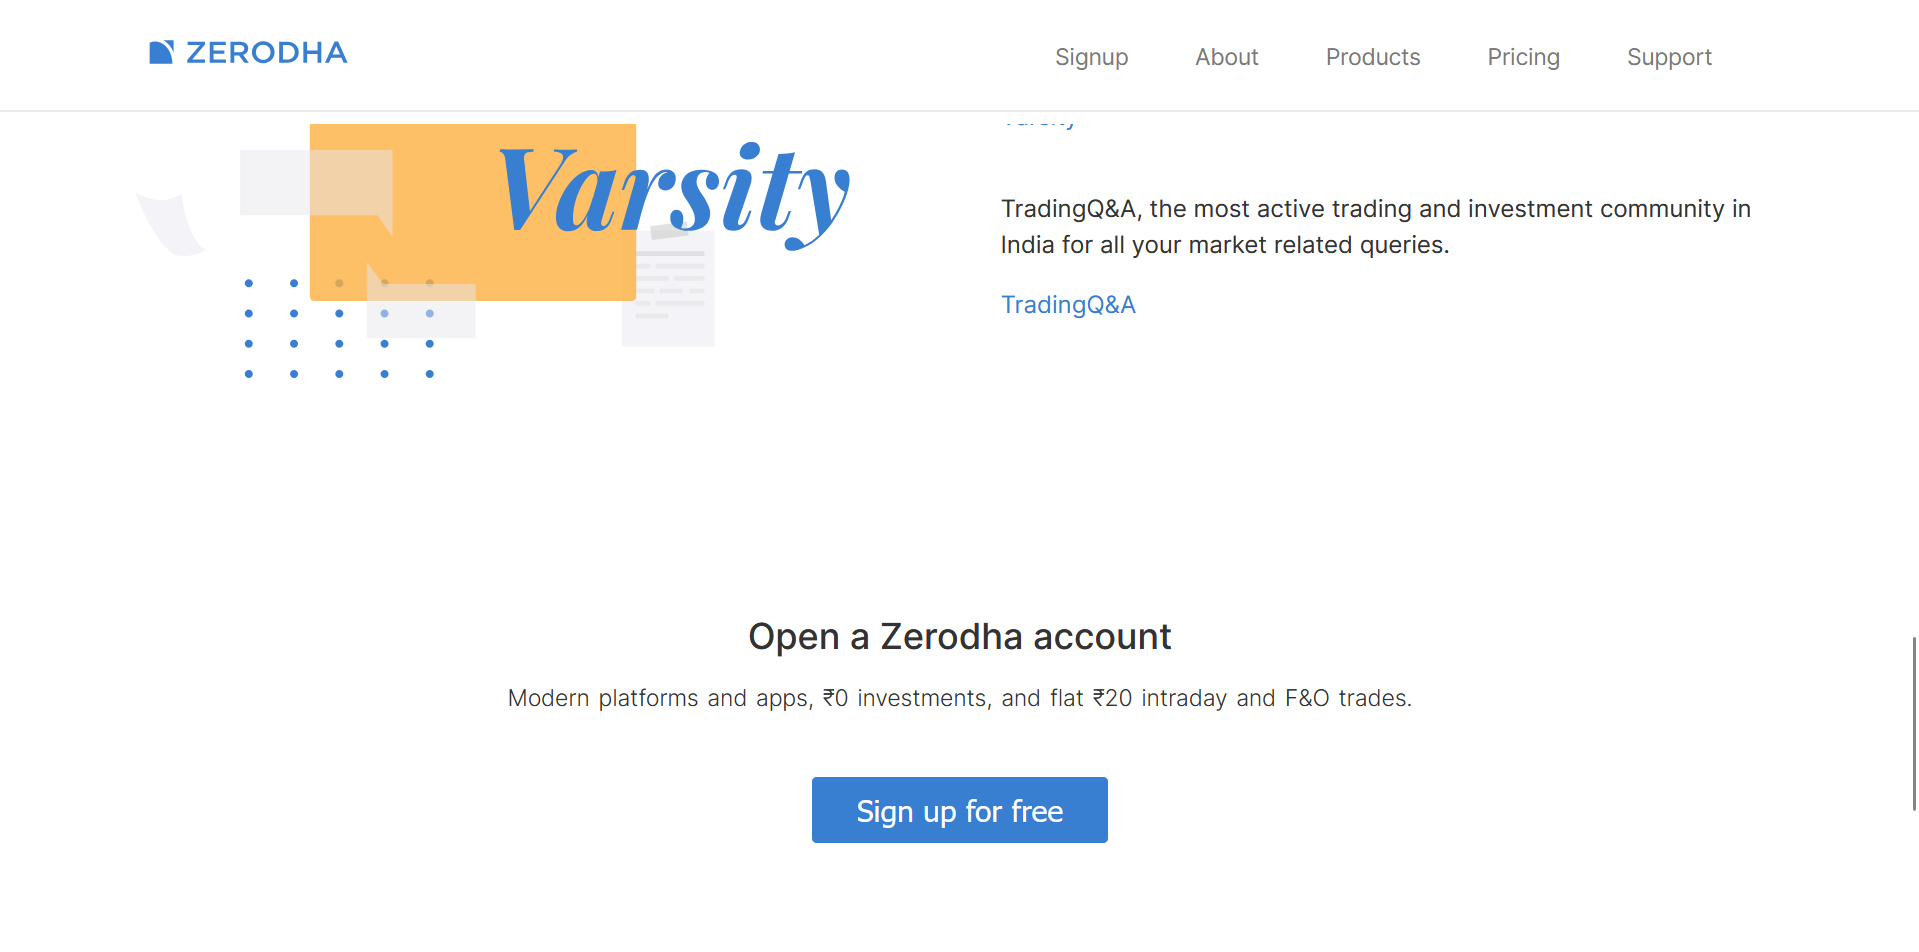 ZERODHA
Signup
About
Products
Pricing
Support
Varsity
Varsity
TradingQ&A, the most active trading and investment community in
India for all your market related queries.
TradingQ&A
Open a Zerodha account
Modern platforms and apps, ₹0 investments, and flat ₹20 intraday and F&O trades.
Sign up for free